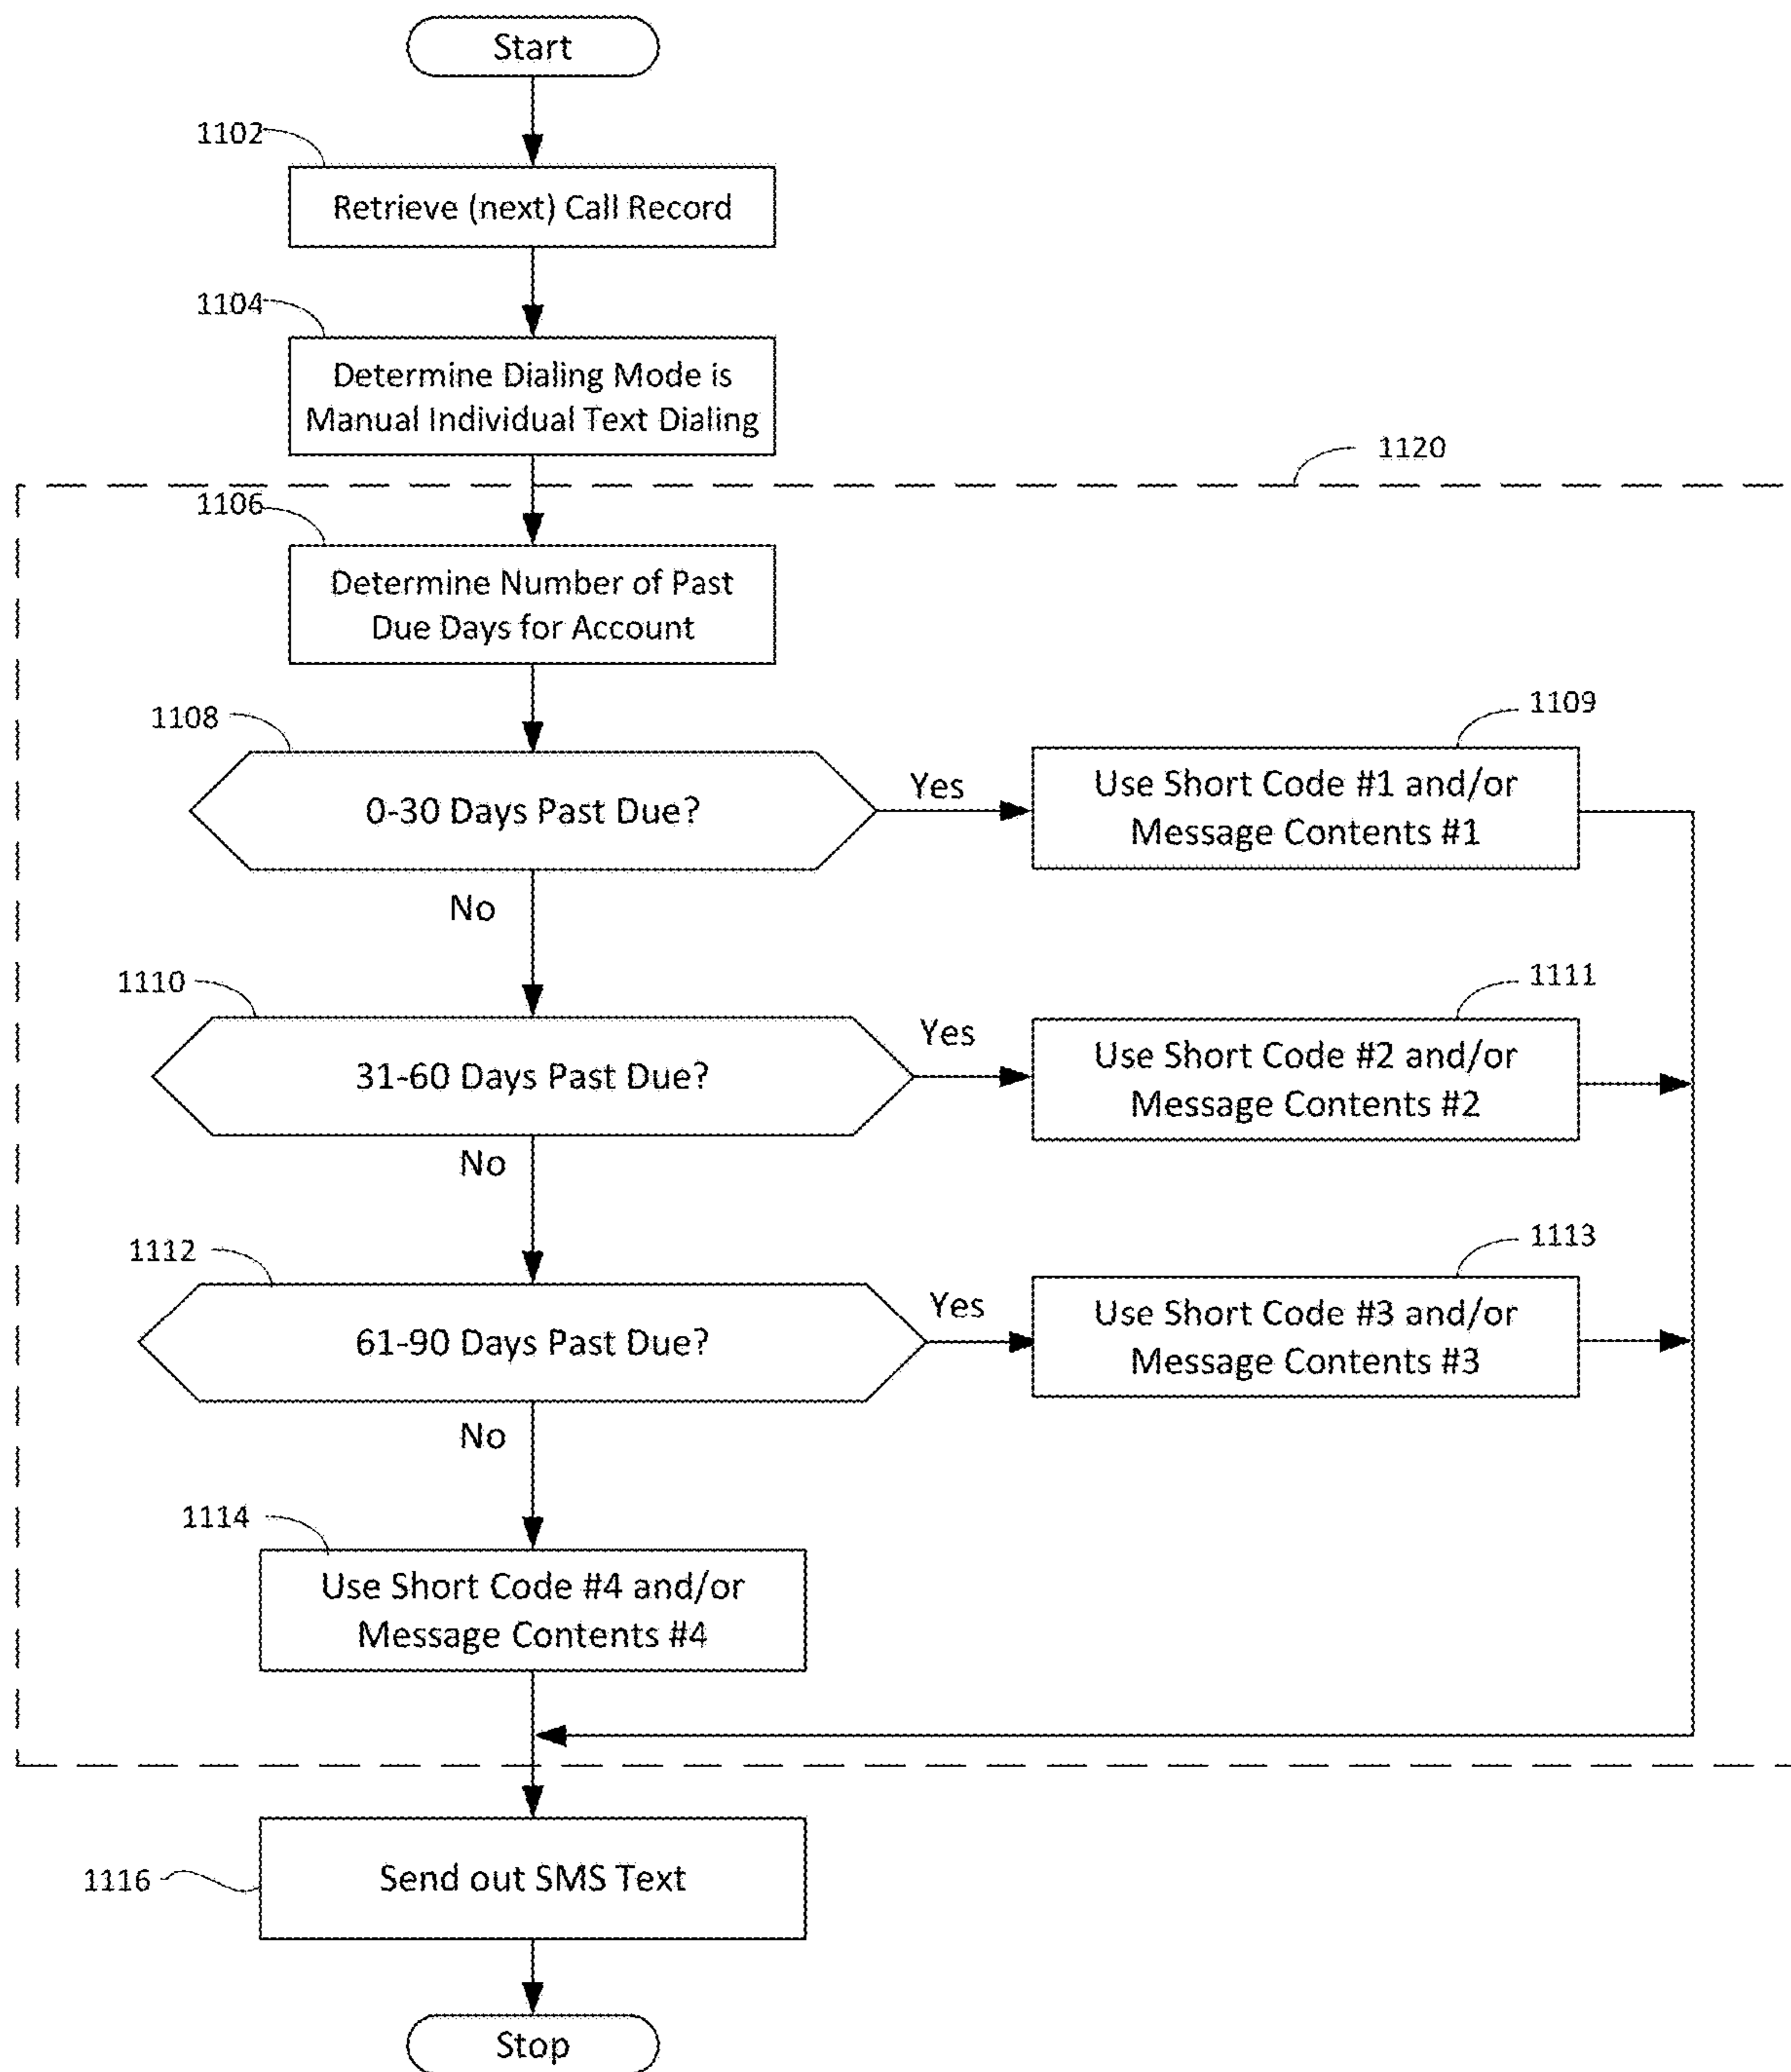 Start
1102
Retrieve (next) Call Record
1104
Determine Dialing Mode is
Manual Individual Text Dialing
1120
1106
Determine Number of Past
Due Days for Account
1108
0-30 Days Past Due?
Yes
1109
Use Short Code #1 and/or
Message Contents #1
No
1110
31-60 Days Past Due?
Yes
1111
Use Short Code #2 and/or
Message Contents #2
No
1112
61-90 Days Past Due?
Yes
1113
Use Short Code #3 and/or
Message Contents #3
No
1114
Use Short Code #4 and/or
Message Contents #4
1116
Send out SMS Text
Stop